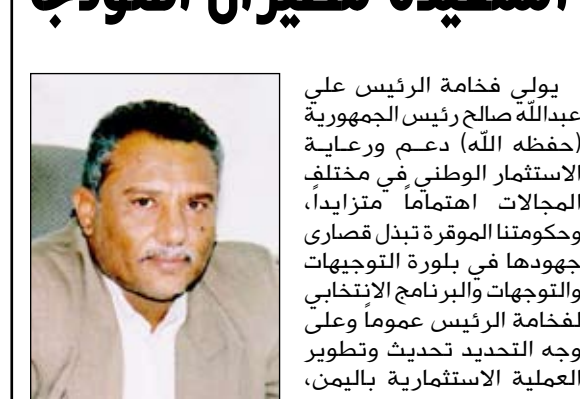 يولي فخامة الرئيس علي
عبدالله صالح رئيس الجمهورية
(حفظه الله) دعــم ورعـايـة
الاستثمار الوطني في مختلف
المجالات اهتماماً متزايداً،
وحكومتنا الموقرة تبذل قصارى
جهودها في بلورة التوجيهات
والتوجهات والبرنامج الانتخابي
لفخامة الرئيس عموماً وعلى
وجه التحديد تحديث وتطوير
العملية الاستثمارية باليمن،